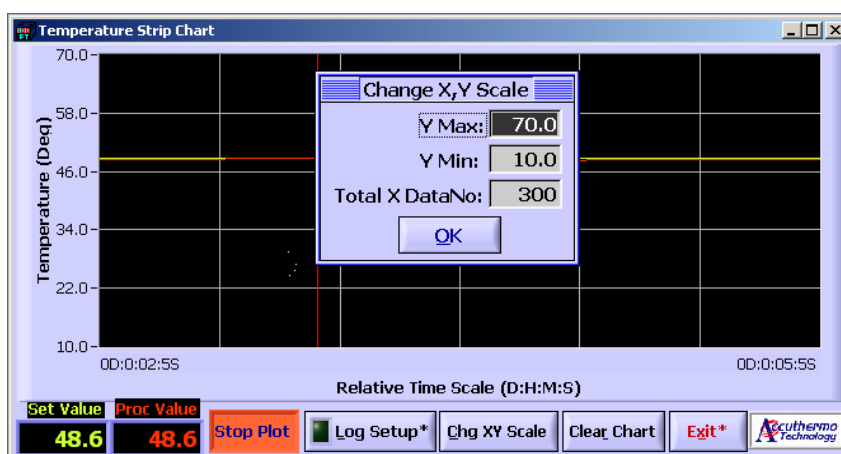 Temperature Strip Chart
70.0
58.0
46.0
34.0
22.0
10.0
Temperature (Deg)
Change X,Y Scale
Y Max: 70.0
Y Min: 10.0
Total X DataNo: 300
OK
0D:0:02:5S 0D:0:05:5S
Relative Time Scale (D:H:M:S)
Set Value Proc Value
48.6 48.6
Stop Plot
Log Setup*
Chg XY Scale
Clear Chart
Exit*
Accuthermo
Technology